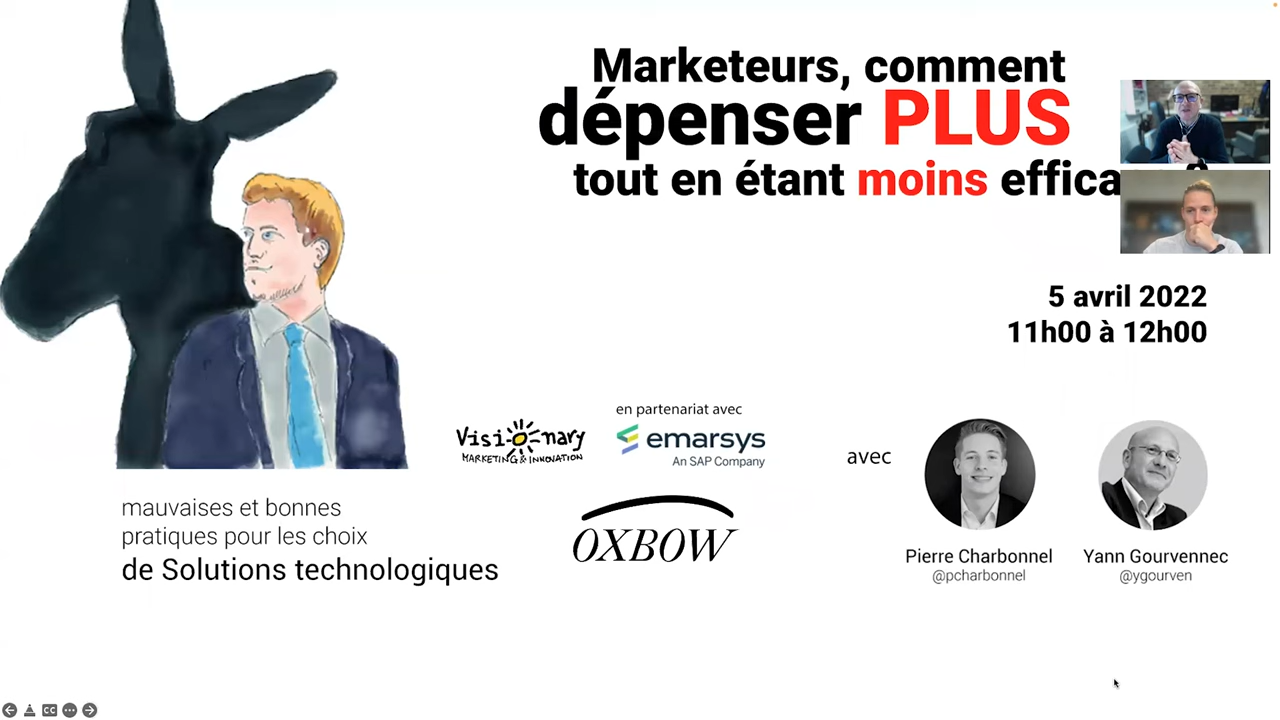 Marketeurs, comment
dépenser PLUS
tout en étant moins effica
5 avril 2022
11h00 à 12h00
en partenariat avec
Visionary
MARKETING & INNOVATION
emarsys
An SAP Company
avec
OXBOW
mauvaises et bonnes
pratiques pour les choix
de Solutions technologiques
Pierre Charbonnel
@pcharbonnel
Yann Gourvennec
@ygourven
CC